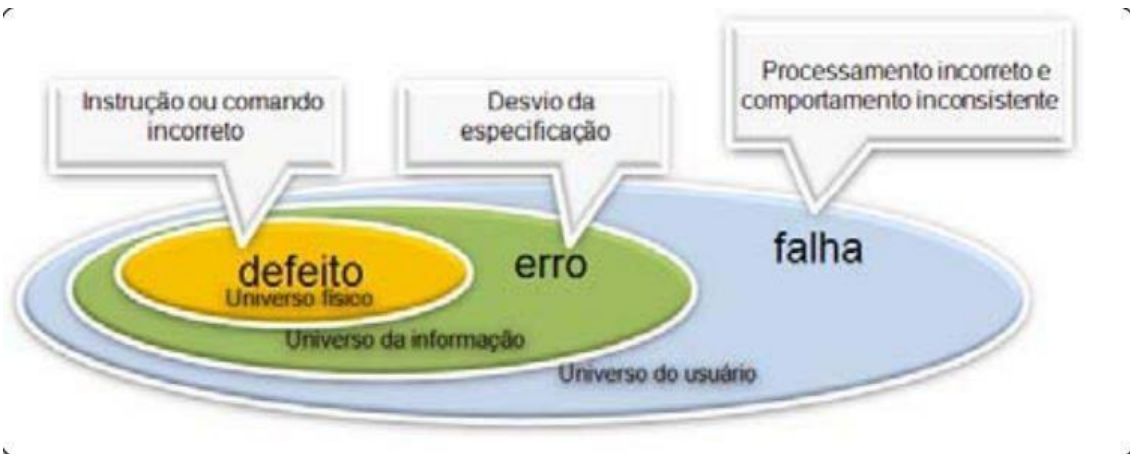 Instrução ou comando
incorreto
Desvio da
especificação
Processamento incorreto e
comportamento inconsistente
defeito
Universo físico
erro
Universo da informação
falha
Universo do usuário